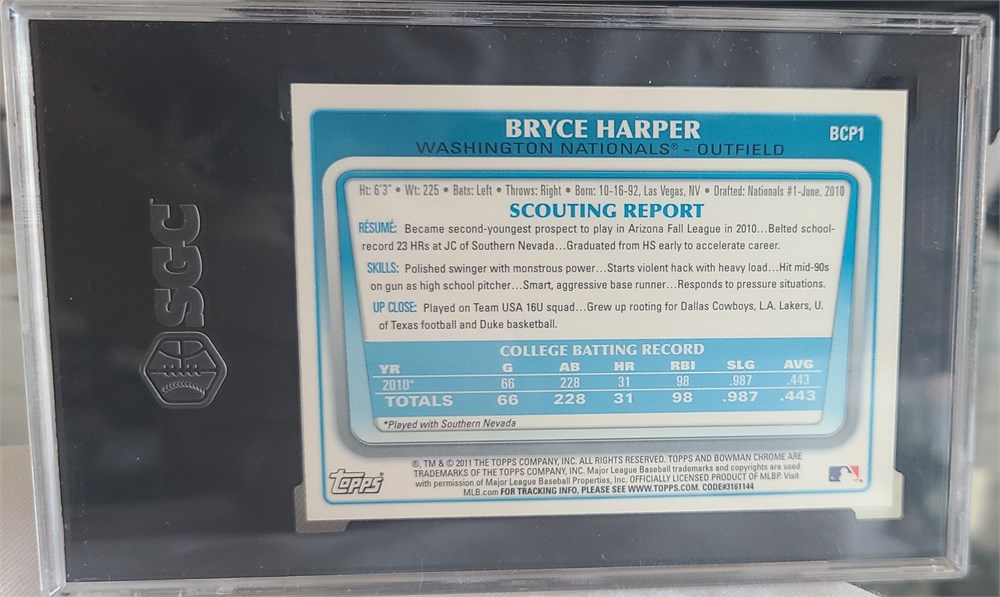 SGC
BRYCE HARPER
BCP1
WASHINGTON NATIONALS® - OUTFIELD
Ht: 6'3" • Wt: 225 • Bats: Left • Throws: Right • Born: 10-16-92, Las Vegas, NV • Drafted: Nationals #1-June, 2010
SCOUTING REPORT
RÉSUMÉ: Became second-youngest prospect to play in Arizona Fall League in 2010...Belted school-
record 23 HRs at JC of Southern Nevada...Graduated from HS early to accelerate career.
SKILLS: Polished swinger with monstrous power...Starts violent hack with heavy load...Hit mid-90s
on gun as high school pitcher...Smart, aggressive base runner...Responds to pressure situations.
UP CLOSE: Played on Team USA 16U squad...Grew up rooting for Dallas Cowboys, L.A. Lakers, U.
of Texas football and Duke basketball.
COLLEGE BATTING RECORD
YR G AB HR RBI SLG AVG
2010* 66 228 31 98 .987 .443
TOTALS 66 228 31 98 .987 .443
*Played with Southern Nevada
®, TM & © 2011 THE TOPPS COMPANY, INC. ALL RIGHTS RESERVED. TOPPS AND BOWMAN CHROME ARE
TRADEMARKS OF THE TOPPS COMPANY, INC. Major League Baseball trademarks and copyrights are used
with permission of Major League Baseball Properties, Inc. OFFICIALLY LICENSED PRODUCT OF MLBP. Visit
MLB.com FOR TRACKING INFO, PLEASE SEE WWW.TOPPS.COM. CODE#3161144
TOPPS